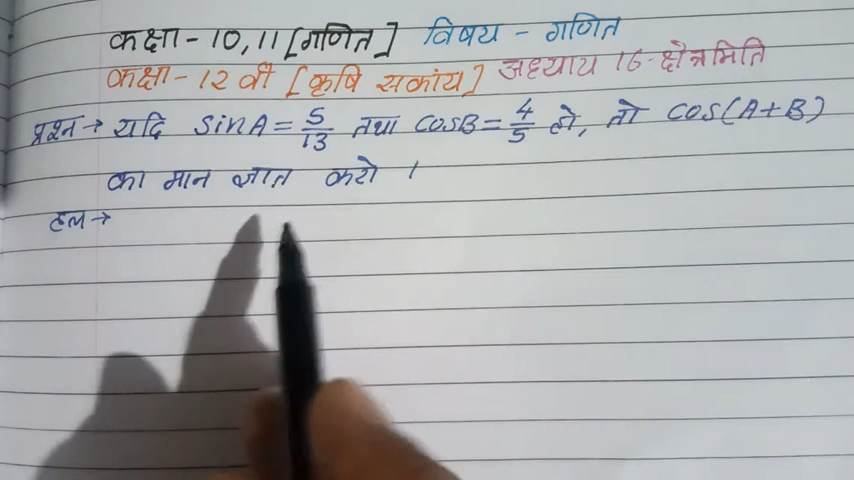 कक्षा - 10, 11 [गणित] विषय - गणित
कक्षा - 12 वी [कृषि सकांय] अध्याय 16 - क्षेत्रमिति
प्रश्न → यदि sinA = 5/13 तथा cosB = 4/5 हो, तो cos(A+B)
का मान ज्ञात करो ।
हल →